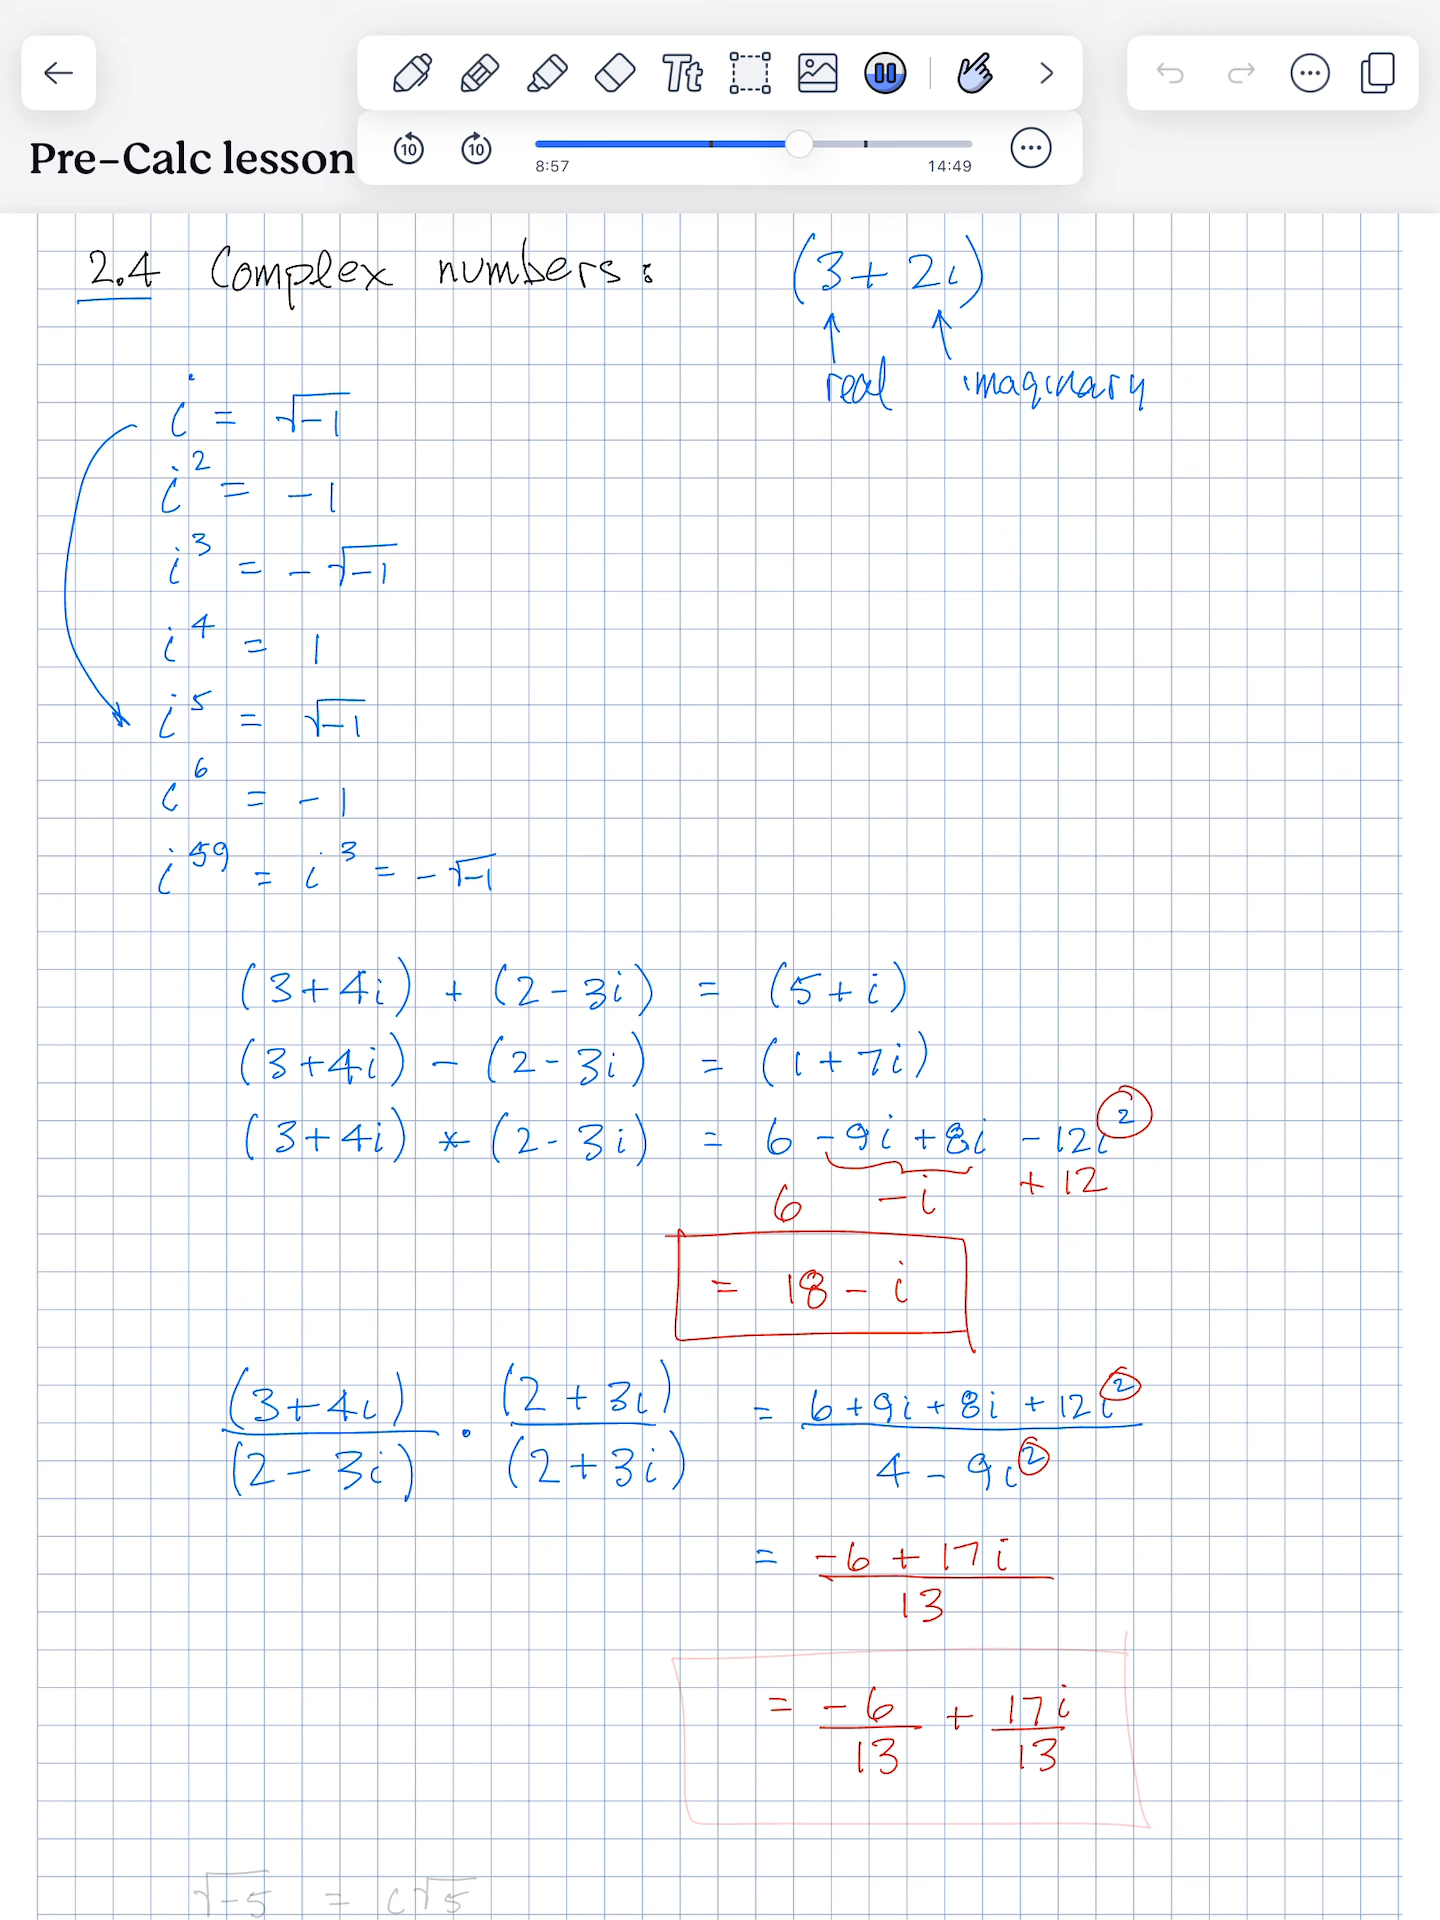 Tt
Pre-Calc lesson
10 10
8:57 14:49
2.4 Complex numbers: (3 + 2i)
real imaginary
i = √-1
i² = -1
i³ = -√-1
i⁴ = 1
i⁵ = √-1
i⁶ = -1
i⁵⁹ = i³ = -√-1
(3+4i) + (2-3i) = (5+i)
(3+4i) - (2-3i) = (1+7i)
(3+4i) * (2-3i) = 6 -9i +8i -12i²
6 -i +12
= 18 - i
(3+4i)/(2-3i) · (2+3i)/(2+3i) = (6+9i+8i+12i²)/(4-9i²)
= (-6+17i)/13
= -6/13 + 17i/13
√-5 = i√5